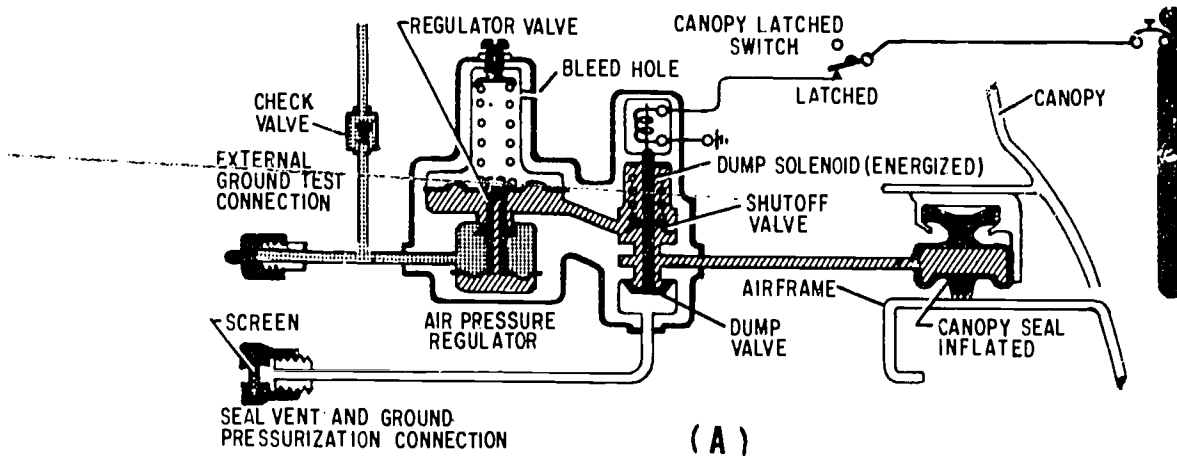 REGULATOR VALVE
CANOPY LATCHED
SWITCH
BLEED HOLE
LATCHED
CANOPY
CHECK
VALVE
EXTERNAL
GROUND TEST
CONNECTION
DUMP SOLENOID (ENERGIZED)
SHUTOFF
VALVE
AIRFRAME
SCREEN
AIR PRESSURE
REGULATOR
DUMP
VALVE
CANOPY SEAL
INFLATED
SEAL VENT AND GROUND
PRESSURIZATION CONNECTION
(A)